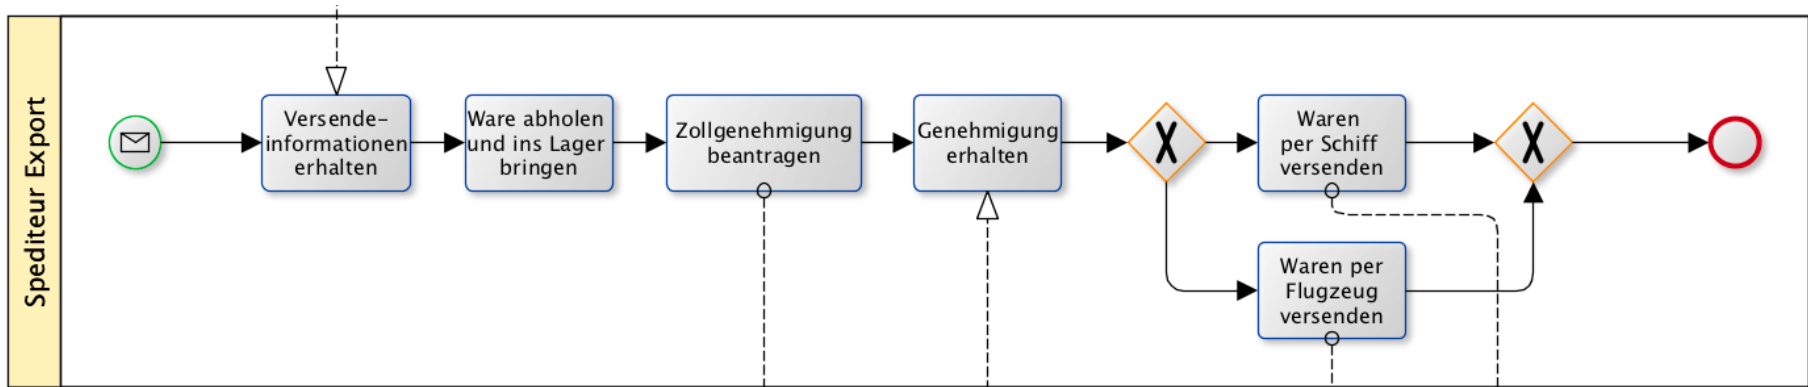 Spediteur Export
Versende-
informationen
erhalten
Ware abholen
und ins Lager
bringen
Zollgenehmigung
beantragen
Genehmigung
erhalten
Waren
per Schiff
versenden
Waren per
Flugzeug
versenden